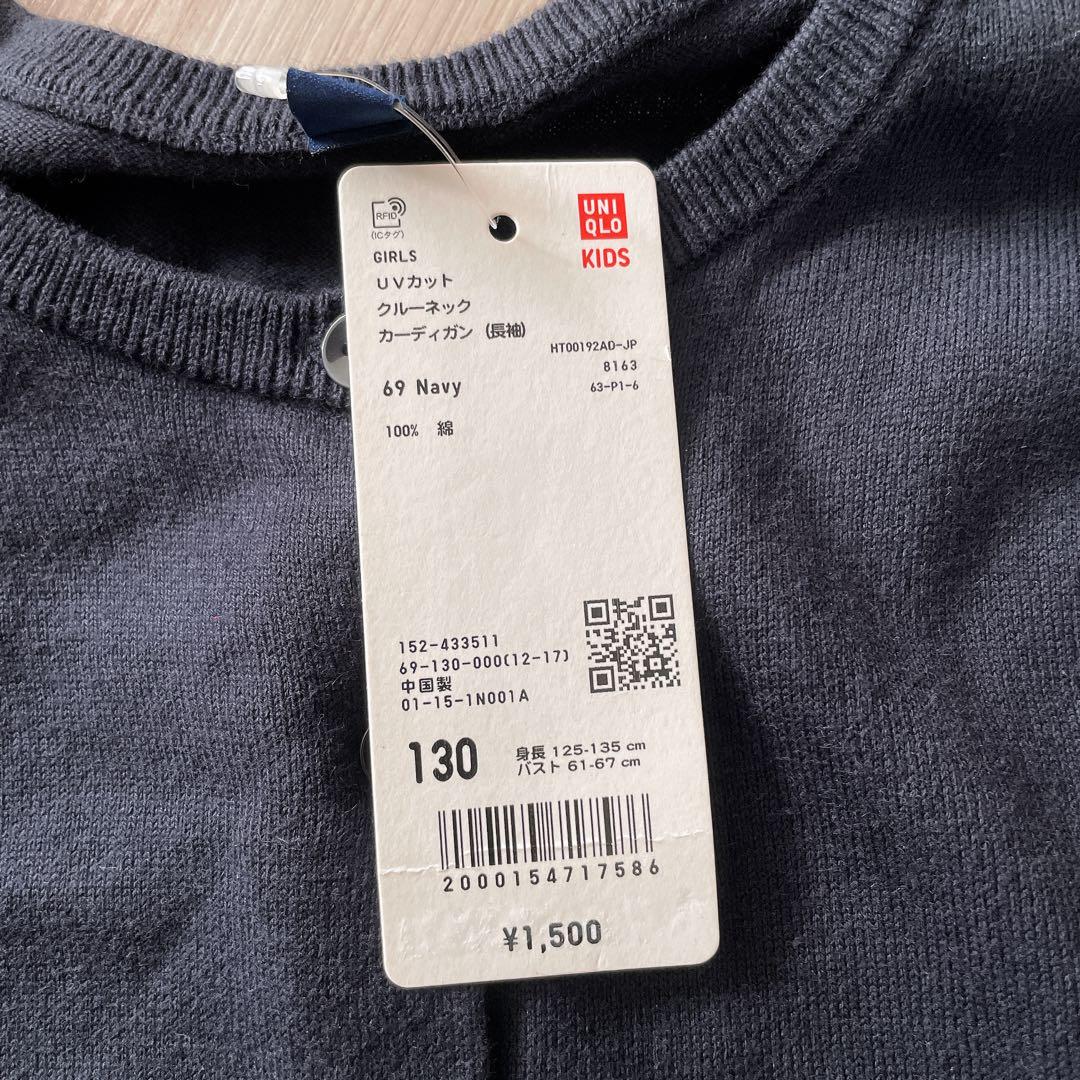 RFID
(ICタグ)
UNI
QLO
KIDS
GIRLS
UVカット
クルーネック
カーディガン (長袖)
HT00192AD-JP
8163
63-P1-6
69 Navy
100% 綿
152-433511
69-130-000(12-17)
中国製
01-15-1N001A
130
身長 125-135 cm
バスト 61-67 cm
2000154717586
¥1,500